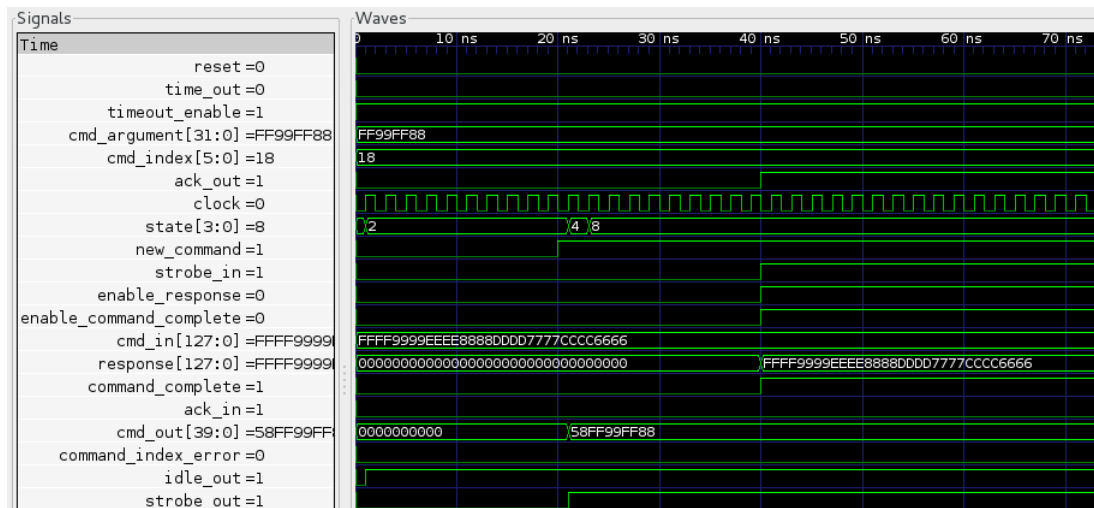 Signals
Waves
Time
0 10 ns 20 ns 30 ns 40 ns 50 ns 60 ns 70 ns
reset =0
time_out =0
timeout_enable =1
cmd_argument[31:0] =FF99FF88 FF99FF88
cmd_index[5:0] =18 18
ack_out =1
clock =0
state[3:0] =8 2 4 8
new_command =1
strobe_in =1
enable_response =0
enable_command_complete =0
cmd_in[127:0] =FFFF9999 FFFF9999EEEE8888DDDD7777CCCC6666
response[127:0] =FFFF9999 00000000000000000000000000000000 FFFF9999EEEE8888DDDD7777CCCC6666
command_complete =1
ack_in =1
cmd_out[39:0] =58FF99FF 0000000000 58FF99FF88
command_index_error =0
idle_out =1
strobe_out =1